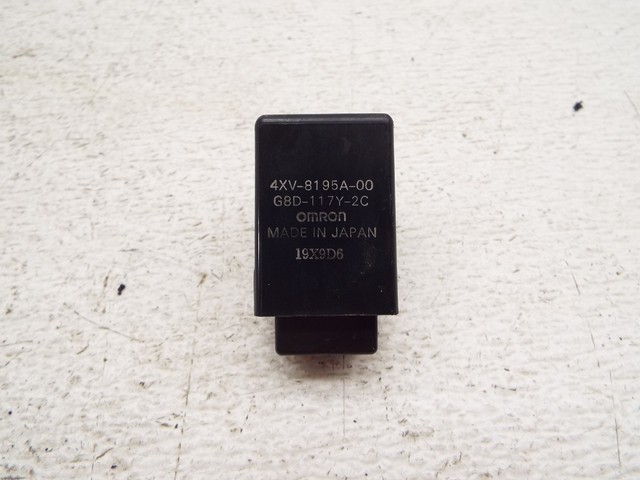 4XV-8195A-00
G8D-117Y-2C
omron
MADE IN JAPAN
19X9D6